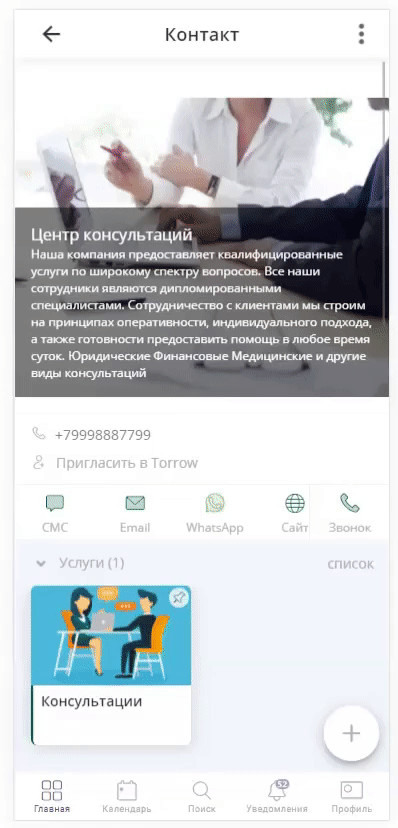 Контакт
Центр консультаций
Наша компания предоставляет квалифицированные
услуги по широкому спектру вопросов. Все наши
сотрудники являются дипломированными
специалистами. Сотрудничество с клиентами мы строим
на принципах оперативности, индивидуального подхода,
а также готовности предоставить помощь в любое время
суток. Юридические Финансовые Медицинские и другие
виды консультаций
+79998887799
Пригласить в Torrow
СМС Email WhatsApp Сайт Звонок
Услуги (1) список
Консультации
Главная Календарь Поиск Уведомления Профиль